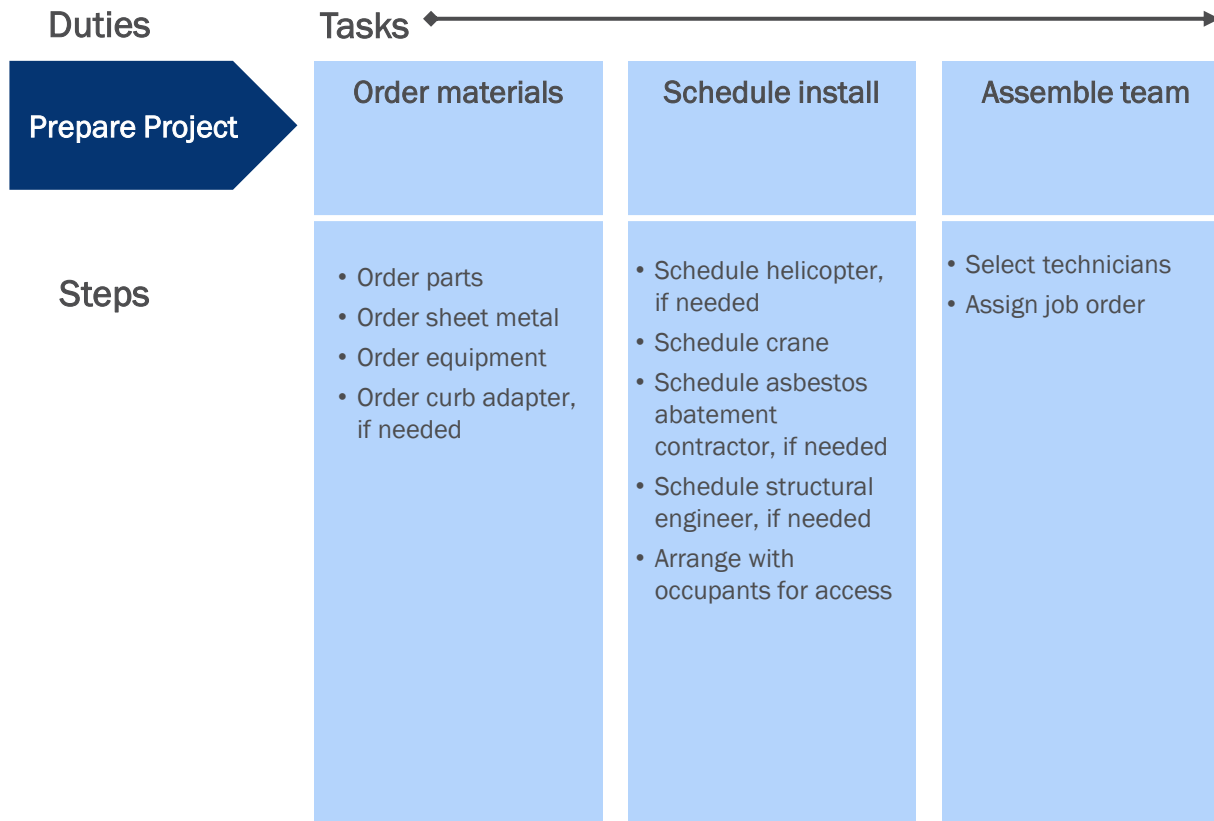 Duties
Tasks
Prepare Project
Order materials
Schedule install
Assemble team
Steps
• Order parts
• Order sheet metal
• Order equipment
• Order curb adapter,
if needed
• Schedule helicopter,
if needed
• Schedule crane
• Schedule asbestos
abatement
contractor, if needed
• Schedule structural
engineer, if needed
• Arrange with
occupants for access
• Select technicians
• Assign job order